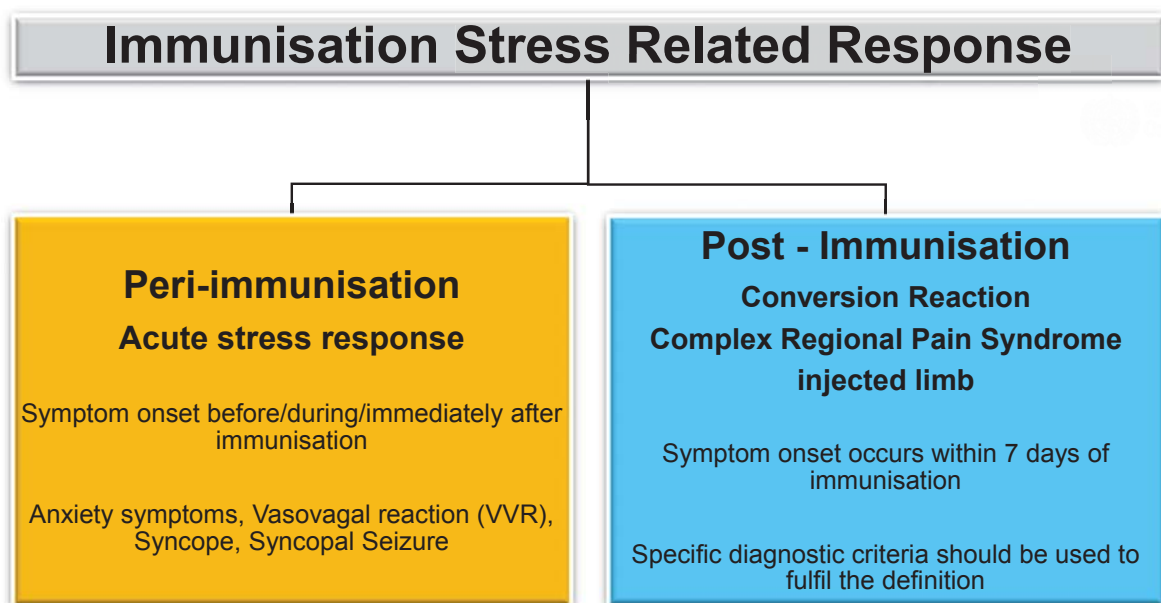 Immunisation Stress Related Response
Peri-immunisation
Acute stress response
Symptom onset before/during/immediately after
immunisation
Anxiety symptoms, Vasovagal reaction (VVR),
Syncope, Syncopal Seizure
Post - Immunisation
Conversion Reaction
Complex Regional Pain Syndrome
injected limb
Symptom onset occurs within 7 days of
immunisation
Specific diagnostic criteria should be used to
fulfil the definition